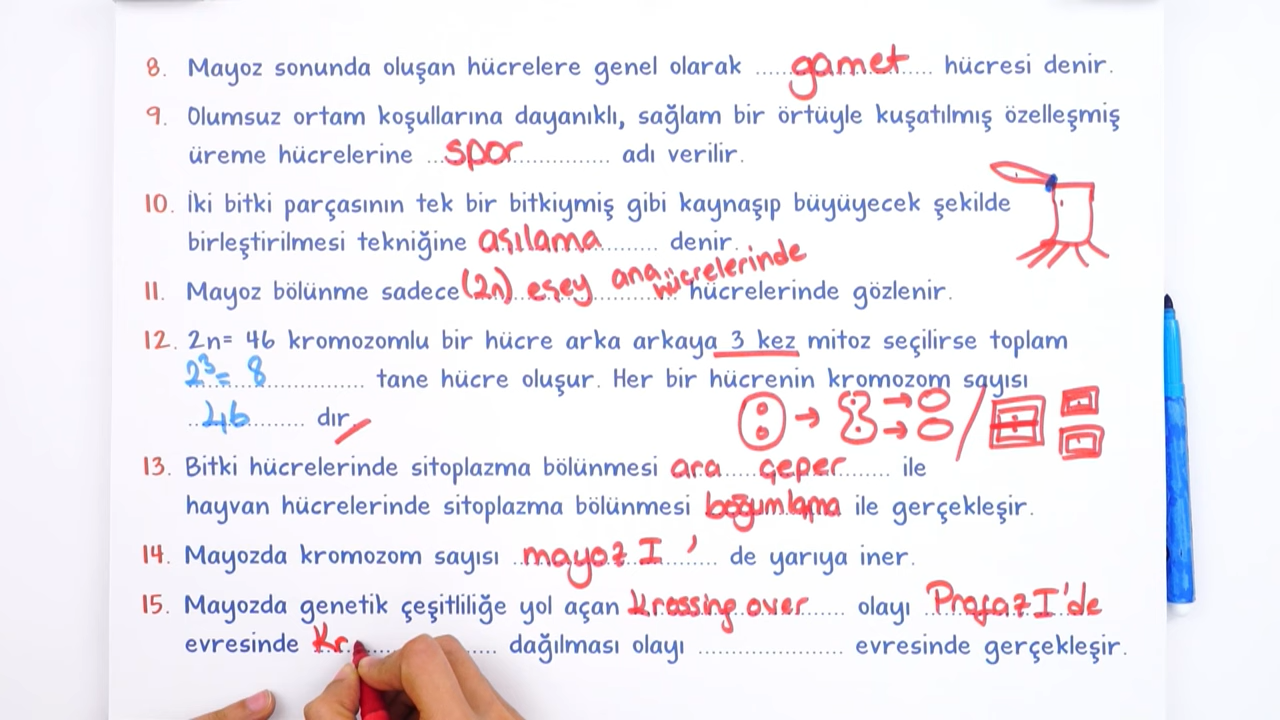 8. Mayoz sonunda oluşan hücrelere genel olarak ..... gamet ..... hücresi denir.
9. Olumsuz ortam koşullarına dayanıklı, sağlam bir örtüyle kuşatılmış özelleşmiş
üreme hücrelerine ... spor ............ adı verilir.
10. İki bitki parçasının tek bir bitkiymiş gibi kaynaşıp büyüyecek şekilde
birleştirilmesi tekniğine aşılama ........ denir.
11. Mayoz bölünme sadece (2n) eşey ana hücrelerinde hücrelerinde gözlenir.
12. 2n= 46 kromozomlu bir hücre arka arkaya 3 kez mitoz seçilirse toplam
2³= 8 ............ tane hücre oluşur. Her bir hücrenin kromozom sayısı
.. 46 ........ dır.
13. Bitki hücrelerinde sitoplazma bölünmesi ara çeper ...... ile
hayvan hücrelerinde sitoplazma bölünmesi boğumlama ile gerçekleşir.
14. Mayozda kromozom sayısı .. mayoz I ' ... de yarıya iner.
15. Mayozda genetik çeşitliliğe yol açan Krossing over ..... olayı Profaz I'de
evresinde Kr ........ dağılması olayı .................. evresinde gerçekleşir.